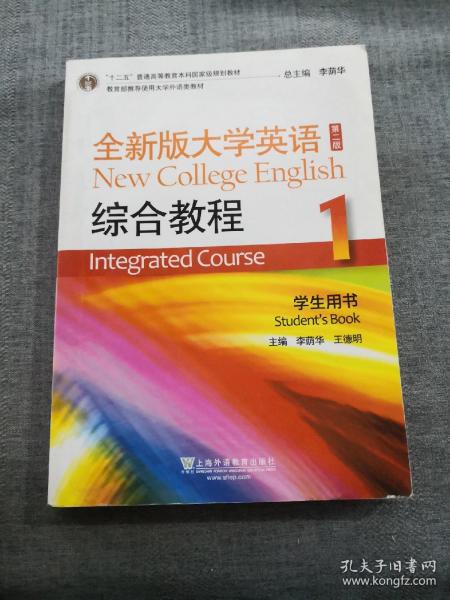 "十二五"普通高等教育本科国家级规划教材
总主编 李荫华
教育部推荐使用大学外语类教材
全新版大学英语
第二版
New College English
综合教程
1
Integrated Course
学生用书
Student's Book
主编 李荫华 王德明
上海外语教育出版社
www.sflep.com
孔夫子旧书网
www.kongfz.com